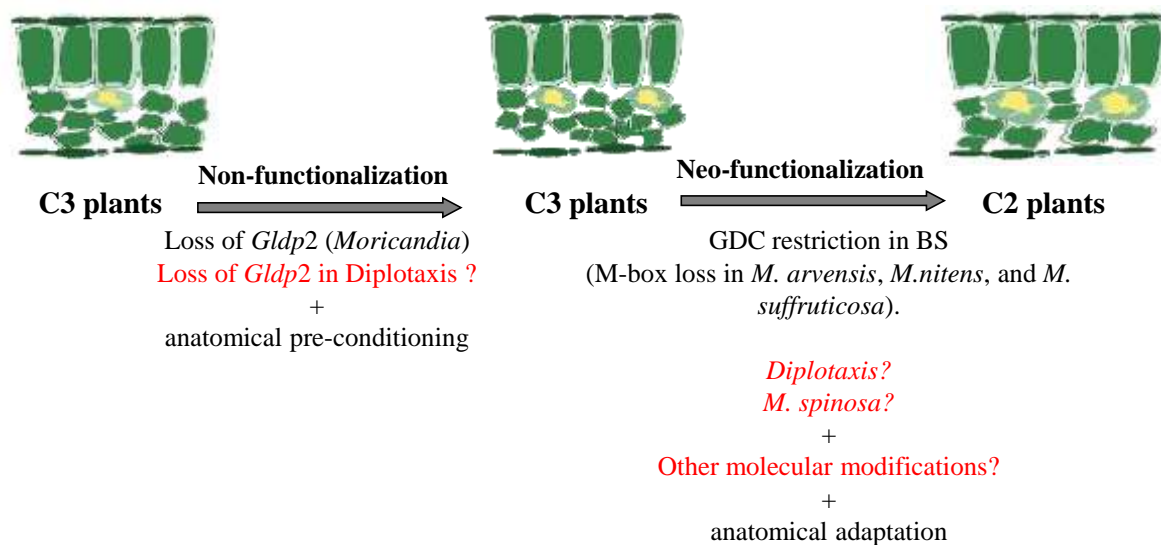 Non-functionalization
Neo-functionalization
C3 plants
C3 plants
C2 plants
Loss of Gldp2 (Moricandia)
Loss of Gldp2 in Diplotaxis ?
+
anatomical pre-conditioning
GDC restriction in BS
(M-box loss in M. arvensis, M.nitens, and M.
suffruticosa).
Diplotaxis?
M. spinosa?
+
Other molecular modifications?
+
anatomical adaptation